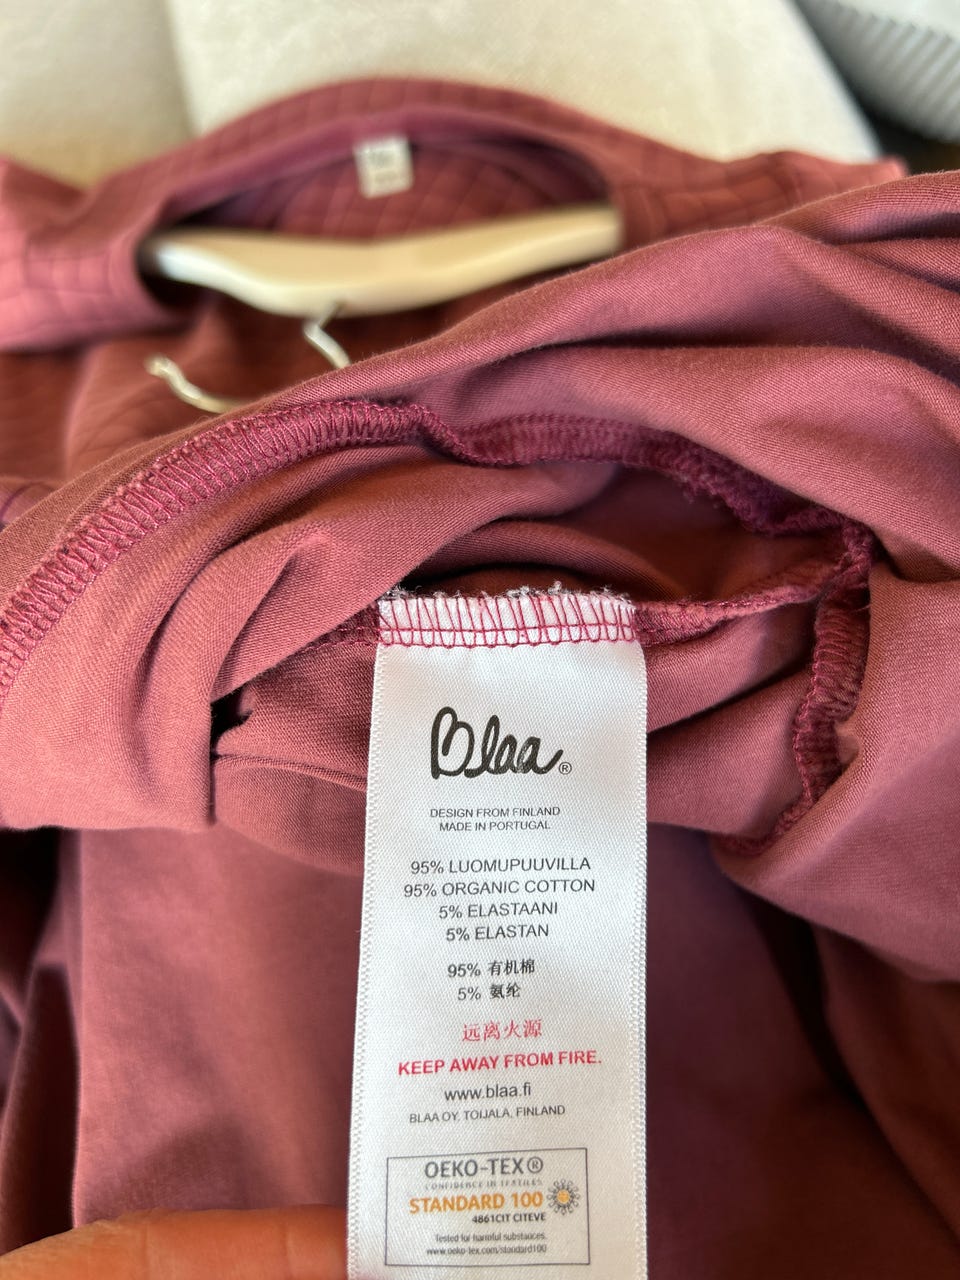 Blaa®
DESIGN FROM FINLAND
MADE IN PORTUGAL
95% LUOMUPUUVILLA
95% ORGANIC COTTON
5% ELASTAANI
5% ELASTAN
95% 有机棉
5% 氨纶
远离火源
KEEP AWAY FROM FIRE.
www.blaa.fi
BLAA OY. TOIJALA, FINLAND
OEKO-TEX®
CONFIDENCE IN TEXTILES
STANDARD 100
4861CIT CITEVE
Tested for harmful substances.
www.oeko-tex.com/standard100